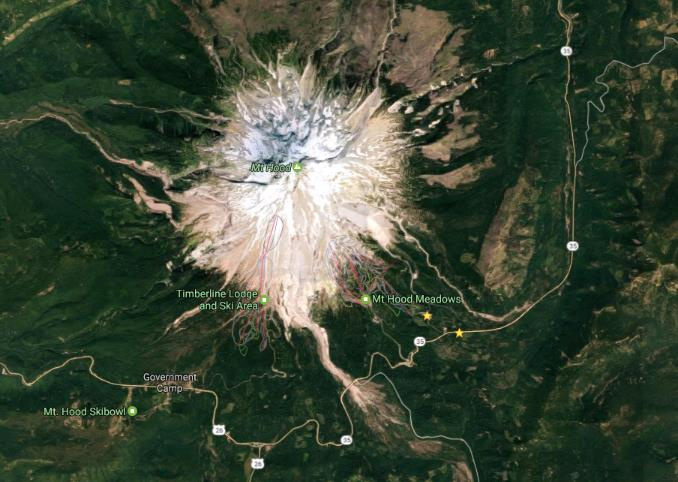 35
Mt Hood
35
Timberline Lodge
and Ski Area
Mt Hood Meadows
35
Government
Camp
Mt. Hood Skibowl
26
35
26